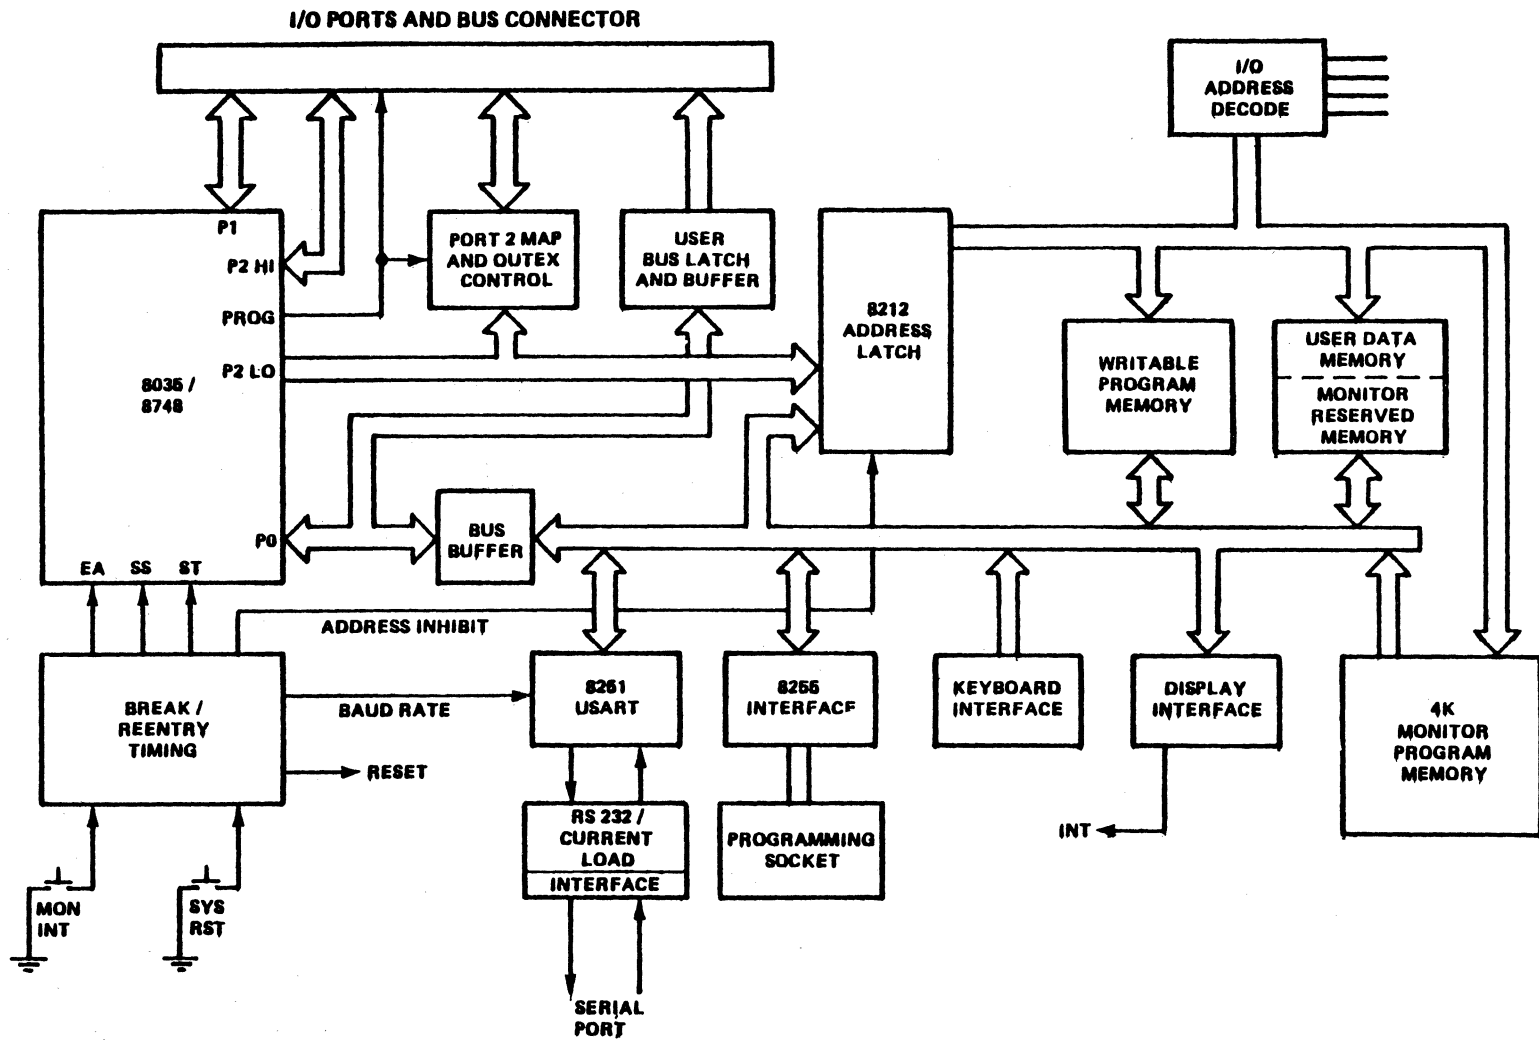 I/O PORTS AND BUS CONNECTOR
I/O
ADDRESS
DECODE
P1
P2 HI
PROG
P2 LO
8035 /
8748
P0
EA SS ST
PORT 2 MAP
AND OUTEX
CONTROL
USER
BUS LATCH
AND BUFFER
8212
ADDRESS
LATCH
WRITABLE
PROGRAM
MEMORY
USER DATA
MEMORY
MONITOR
RESERVED
MEMORY
BUS
BUFFER
ADDRESS INHIBIT
BREAK /
REENTRY
TIMING
BAUD RATE
RESET
8251
USART
8255
INTERFACE
KEYBOARD
INTERFACE
DISPLAY
INTERFACE
4K
MONITOR
PROGRAM
MEMORY
RS 232 /
CURRENT
LOAD
INTERFACE
PROGRAMMING
SOCKET
INT
MON
INT
SYS
RST
SERIAL
PORT